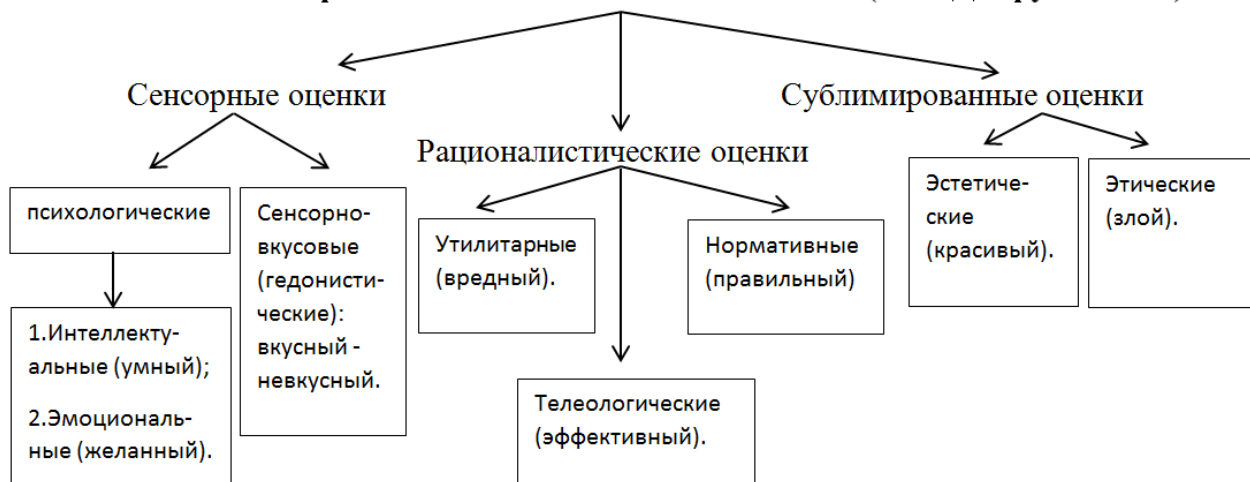 Сенсорные оценки
Сублимированные оценки
Рационалистические оценки
психологические
1.Интеллекту-
альные (умный);
2.Эмоциональ-
ные (желанный).
Сенсорно-
вкусовые
(гедонисти-
ческие):
вкусный -
невкусный.
Утилитарные
(вредный).
Телеологические
(эффективный).
Нормативные
(правильный)
Эстетиче-
ские
(красивый).
Этические
(злой).